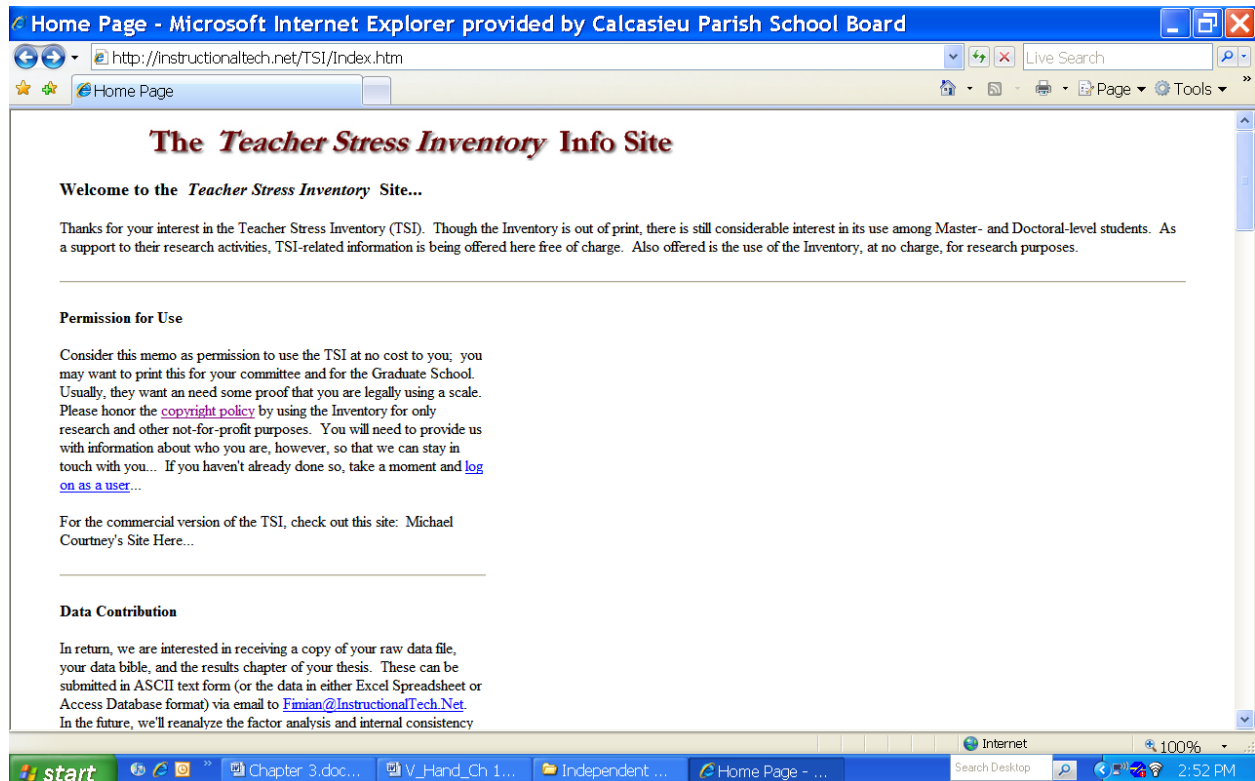 Home Page - Microsoft Internet Explorer provided by Calcasieu Parish School Board
http://instructionaltech.net/TSI/Index.htm
Live Search
Home Page
Page
Tools
The Teacher Stress Inventory Info Site
Welcome to the Teacher Stress Inventory Site...
Thanks for your interest in the Teacher Stress Inventory (TSI). Though the Inventory is out of print, there is still considerable interest in its use among Master- and Doctoral-level students. As
a support to their research activities, TSI-related information is being offered here free of charge. Also offered is the use of the Inventory, at no charge, for research purposes.
Permission for Use
Consider this memo as permission to use the TSI at no cost to you; you
may want to print this for your committee and for the Graduate School.
Usually, they want an need some proof that you are legally using a scale.
Please honor the copyright policy by using the Inventory for only
research and other not-for-profit purposes. You will need to provide us
with information about who you are, however, so that we can stay in
touch with you... If you haven't already done so, take a moment and log
on as a user...
For the commercial version of the TSI, check out this site: Michael
Courtney's Site Here...
Data Contribution
In return, we are interested in receiving a copy of your raw data file,
your data bible, and the results chapter of your thesis. These can be
submitted in ASCII text form (or the data in either Excel Spreadsheet or
Access Database format) via email to Fimian@InstructionalTech.Net.
In the future, we'll reanalyze the factor analysis and internal consistency
Internet
100%
start
Chapter 3.doc...
V_Hand_Ch 1...
Independent ...
Home Page - ...
Search Desktop
2:52 PM